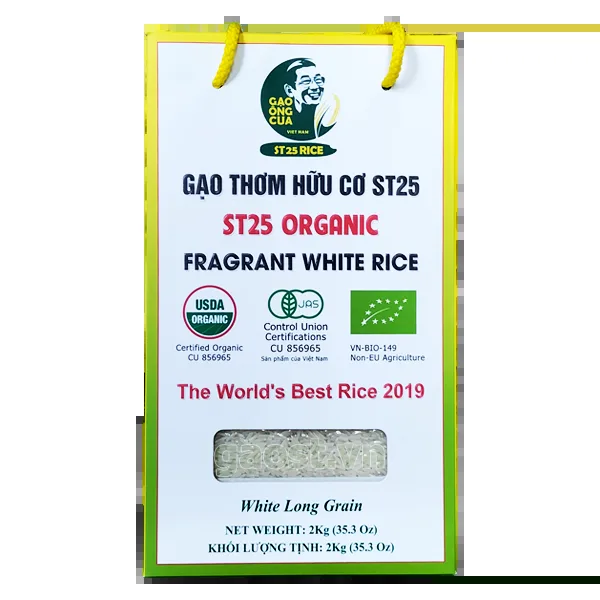 GẠO
ÔNG
CUA
VIỆT NAM
ST25 RICE
GẠO THƠM HỮU CƠ ST25
ST25 ORGANIC
FRAGRANT WHITE RICE
USDA
ORGANIC
Certified Organic
CU 856965
JAS
Control Union
Certifications
CU 856965
Sản phẩm của Việt Nam
VN-BIO-149
Non-EU Agriculture
The World's Best Rice 2019
gaost.vn
White Long Grain
NET WEIGHT: 2Kg (35.3 Oz)
KHỐI LƯỢNG TỊNH: 2Kg (35.3 Oz)